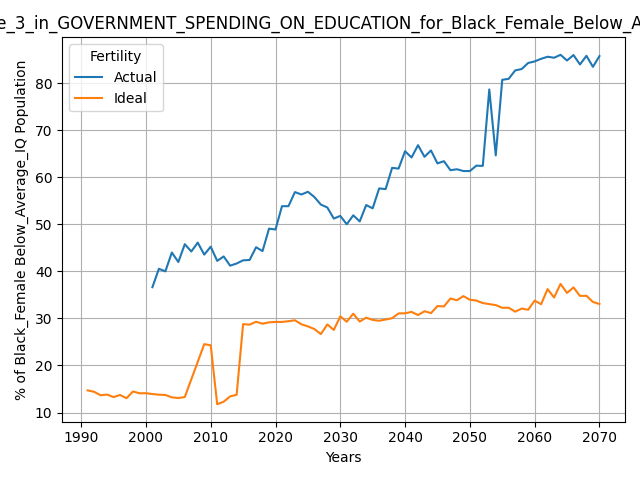 e_3_in_GOVERNMENT_SPENDING_ON_EDUCATION_for_Black_Female_Below_A
Fertility
Actual
Ideal
% of Black_Female Below_Average_IQ Population
80
70
60
50
40
30
20
10
1990 2000 2010 2020 2030 2040 2050 2060 2070
Years